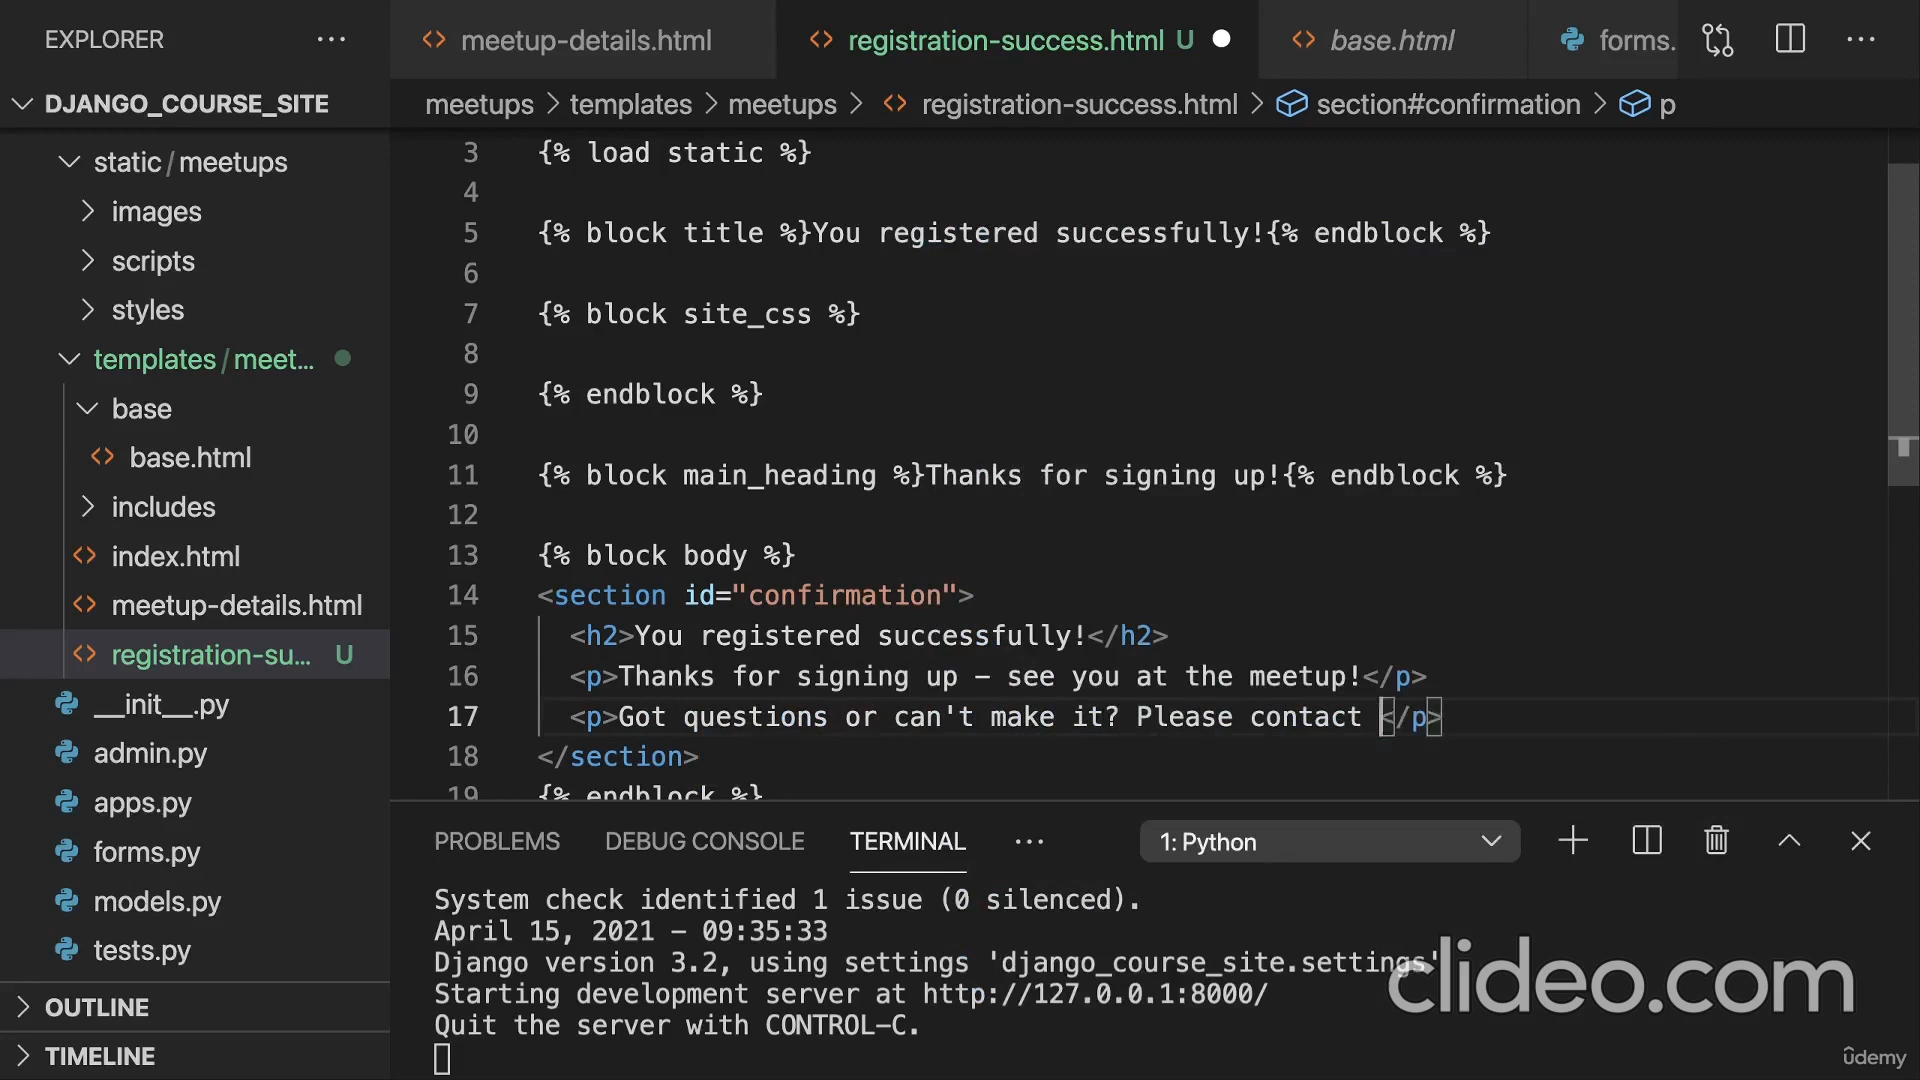 EXPLORER
meetup-details.html
registration-success.html U
base.html
forms.
DJANGO_COURSE_SITE
meetups > templates > meetups > registration-success.html > section#confirmation > p
static/meetups
images
scripts
styles
templates/meet...
base
base.html
includes
index.html
meetup-details.html
registration-su... U
__init__.py
admin.py
apps.py
forms.py
models.py
tests.py
OUTLINE
TIMELINE
3 {% load static %}
4
5 {% block title %}You registered successfully!{% endblock %}
6
7 {% block site_css %}
8
9 {% endblock %}
10
11 {% block main_heading %}Thanks for signing up!{% endblock %}
12
13 {% block body %}
14 <section id="confirmation">
15 <h2>You registered successfully!</h2>
16 <p>Thanks for signing up - see you at the meetup!</p>
17 <p>Got questions or can't make it? Please contact </p>
18 </section>
19 {% endblock %}
PROBLEMS DEBUG CONSOLE TERMINAL ... 1: Python
System check identified 1 issue (0 silenced).
April 15, 2021 - 09:35:33
Django version 3.2, using settings 'django_course_site.settings'
Starting development server at http://127.0.0.1:8000/
Quit the server with CONTROL-C.
clideo.com
ûdemy